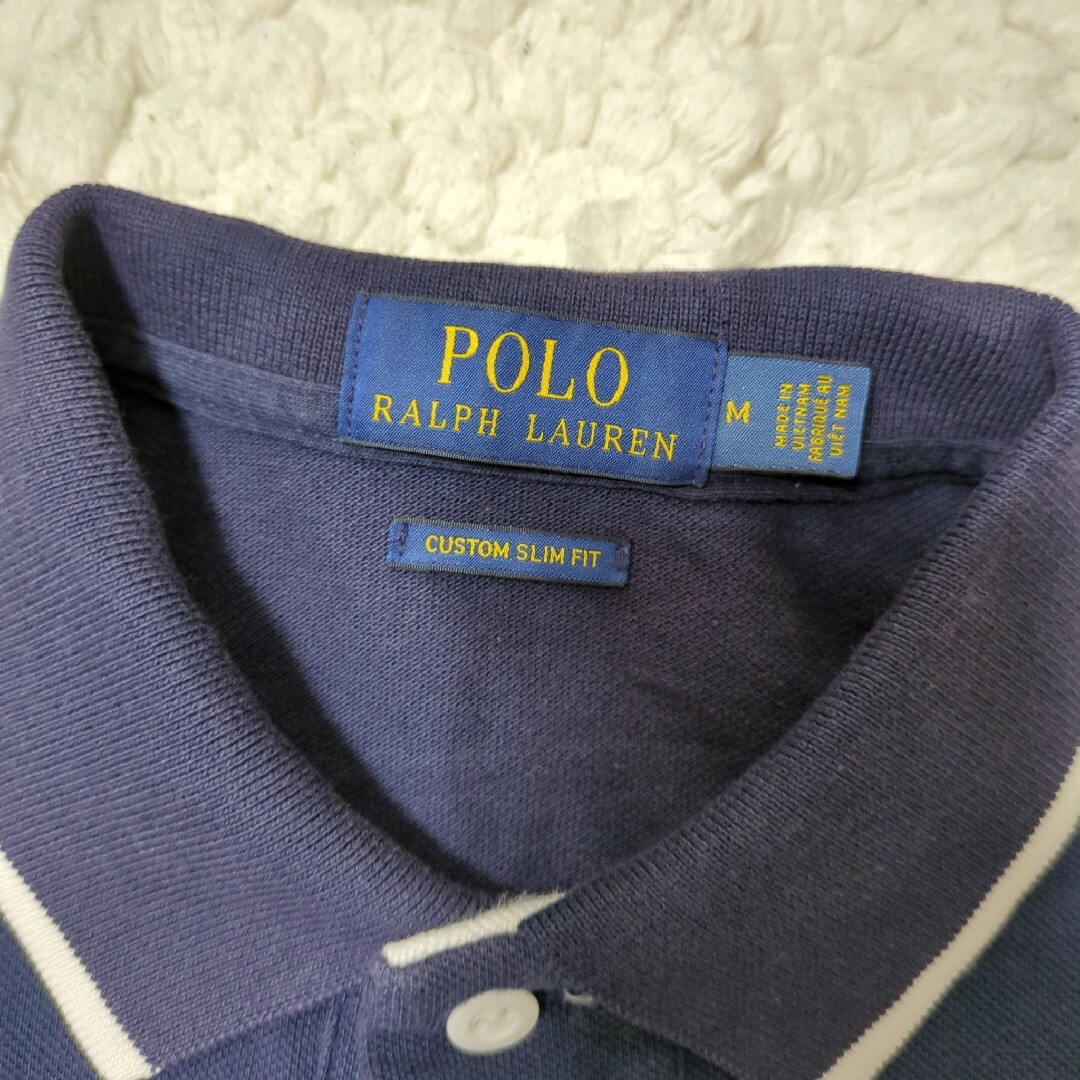 POLO
RALPH LAUREN
M
MADE IN
VIETNAM
FABRIQUÉ AU
VIÊT NAM
CUSTOM SLIM FIT